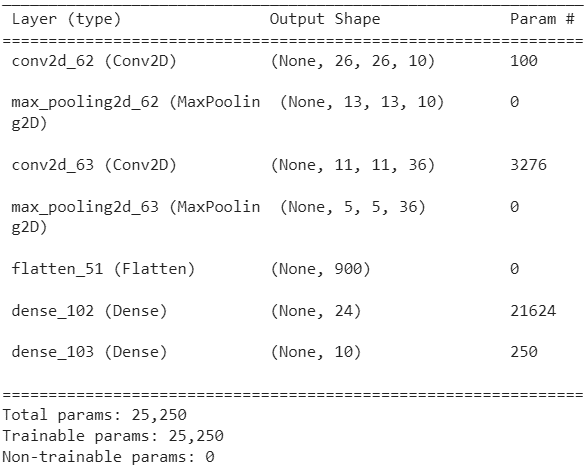 Layer (type) Output Shape Param #
=================================================================
conv2d_62 (Conv2D) (None, 26, 26, 10) 100
max_pooling2d_62 (MaxPoolin (None, 13, 13, 10) 0
g2D)
conv2d_63 (Conv2D) (None, 11, 11, 36) 3276
max_pooling2d_63 (MaxPoolin (None, 5, 5, 36) 0
g2D)
flatten_51 (Flatten) (None, 900) 0
dense_102 (Dense) (None, 24) 21624
dense_103 (Dense) (None, 10) 250
=================================================================
Total params: 25,250
Trainable params: 25,250
Non-trainable params: 0